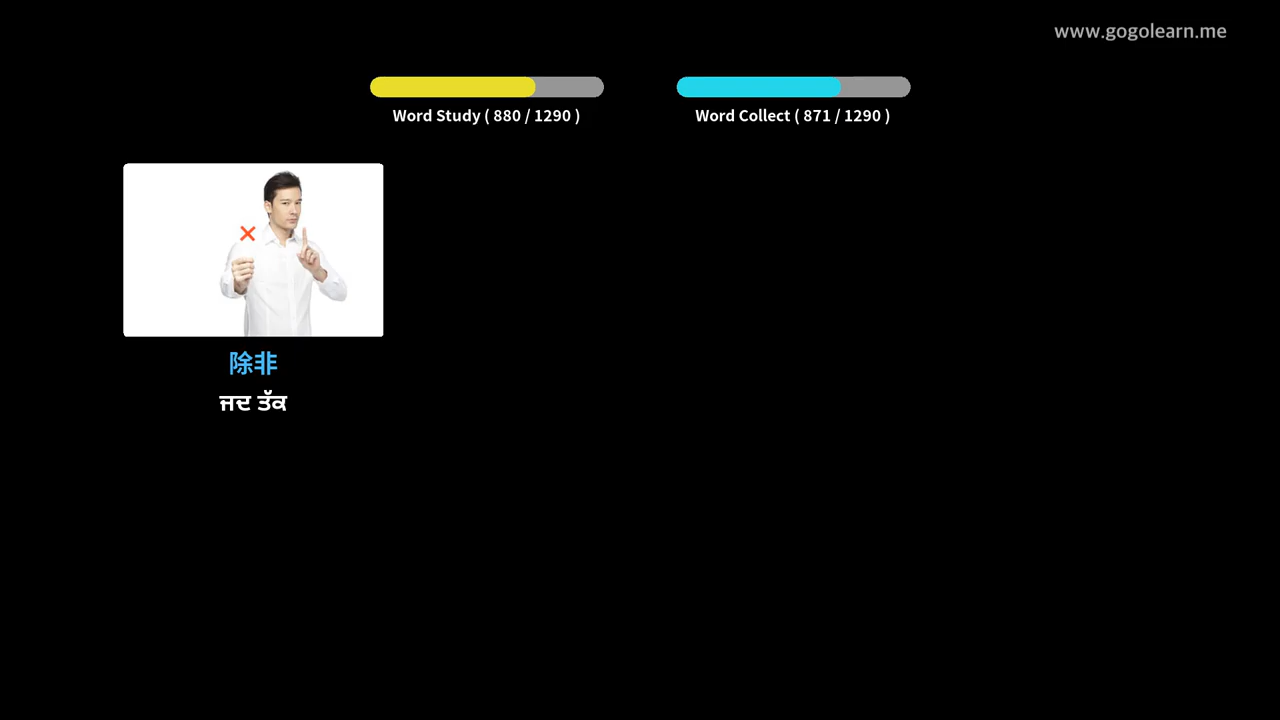 www.gogolearn.me
Word Study ( 880 / 1290 )
Word Collect ( 871 / 1290 )
除非
ਜਦ ਤੱਕ